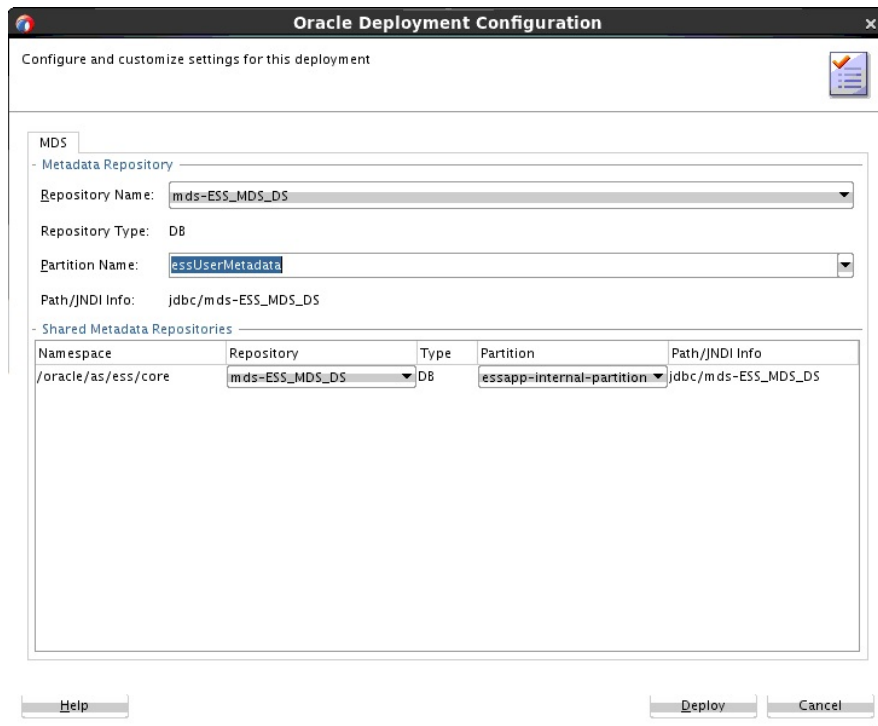 Oracle Deployment Configuration
Configure and customize settings for this deployment
MDS
Metadata Repository
Repository Name: mds-ESS_MDS_DS
Repository Type: DB
Partition Name: essUserMetadata
Path/JNDI Info: jdbc/mds-ESS_MDS_DS
Shared Metadata Repositories
Namespace Repository Type Partition Path/JNDI Info
/oracle/as/ess/core mds-ESS_MDS_DS DB essapp-internal-partition jdbc/mds-ESS_MDS_DS
Help Deploy Cancel